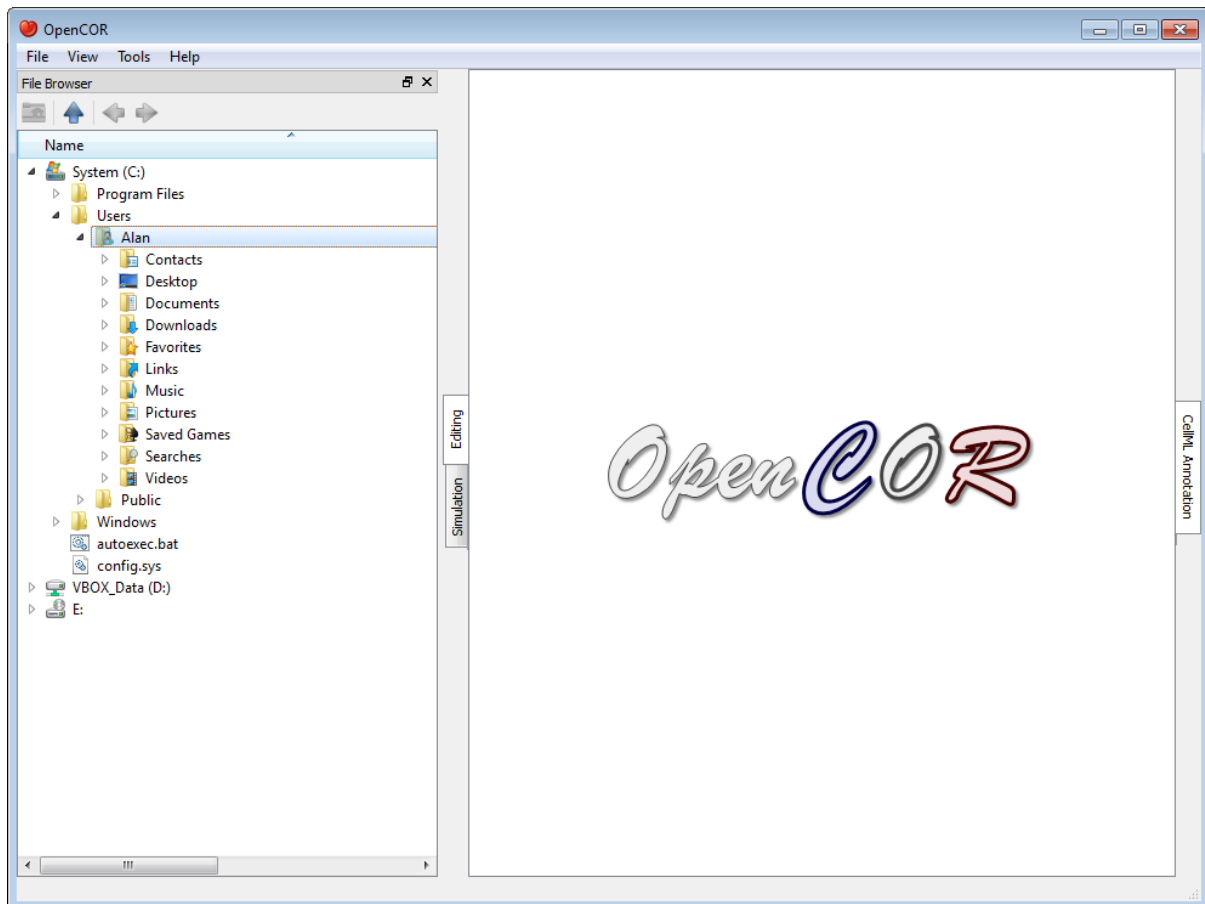 OpenCOR
File View Tools Help
File Browser
Name
System (C:)
Program Files
Users
Alan
Contacts
Desktop
Documents
Downloads
Favorites
Links
Music
Pictures
Saved Games
Searches
Videos
Public
Windows
autoexec.bat
config.sys
VBOX_Data (D:)
E:
Editing
Simulation
OpenCOR
CellML Annotation